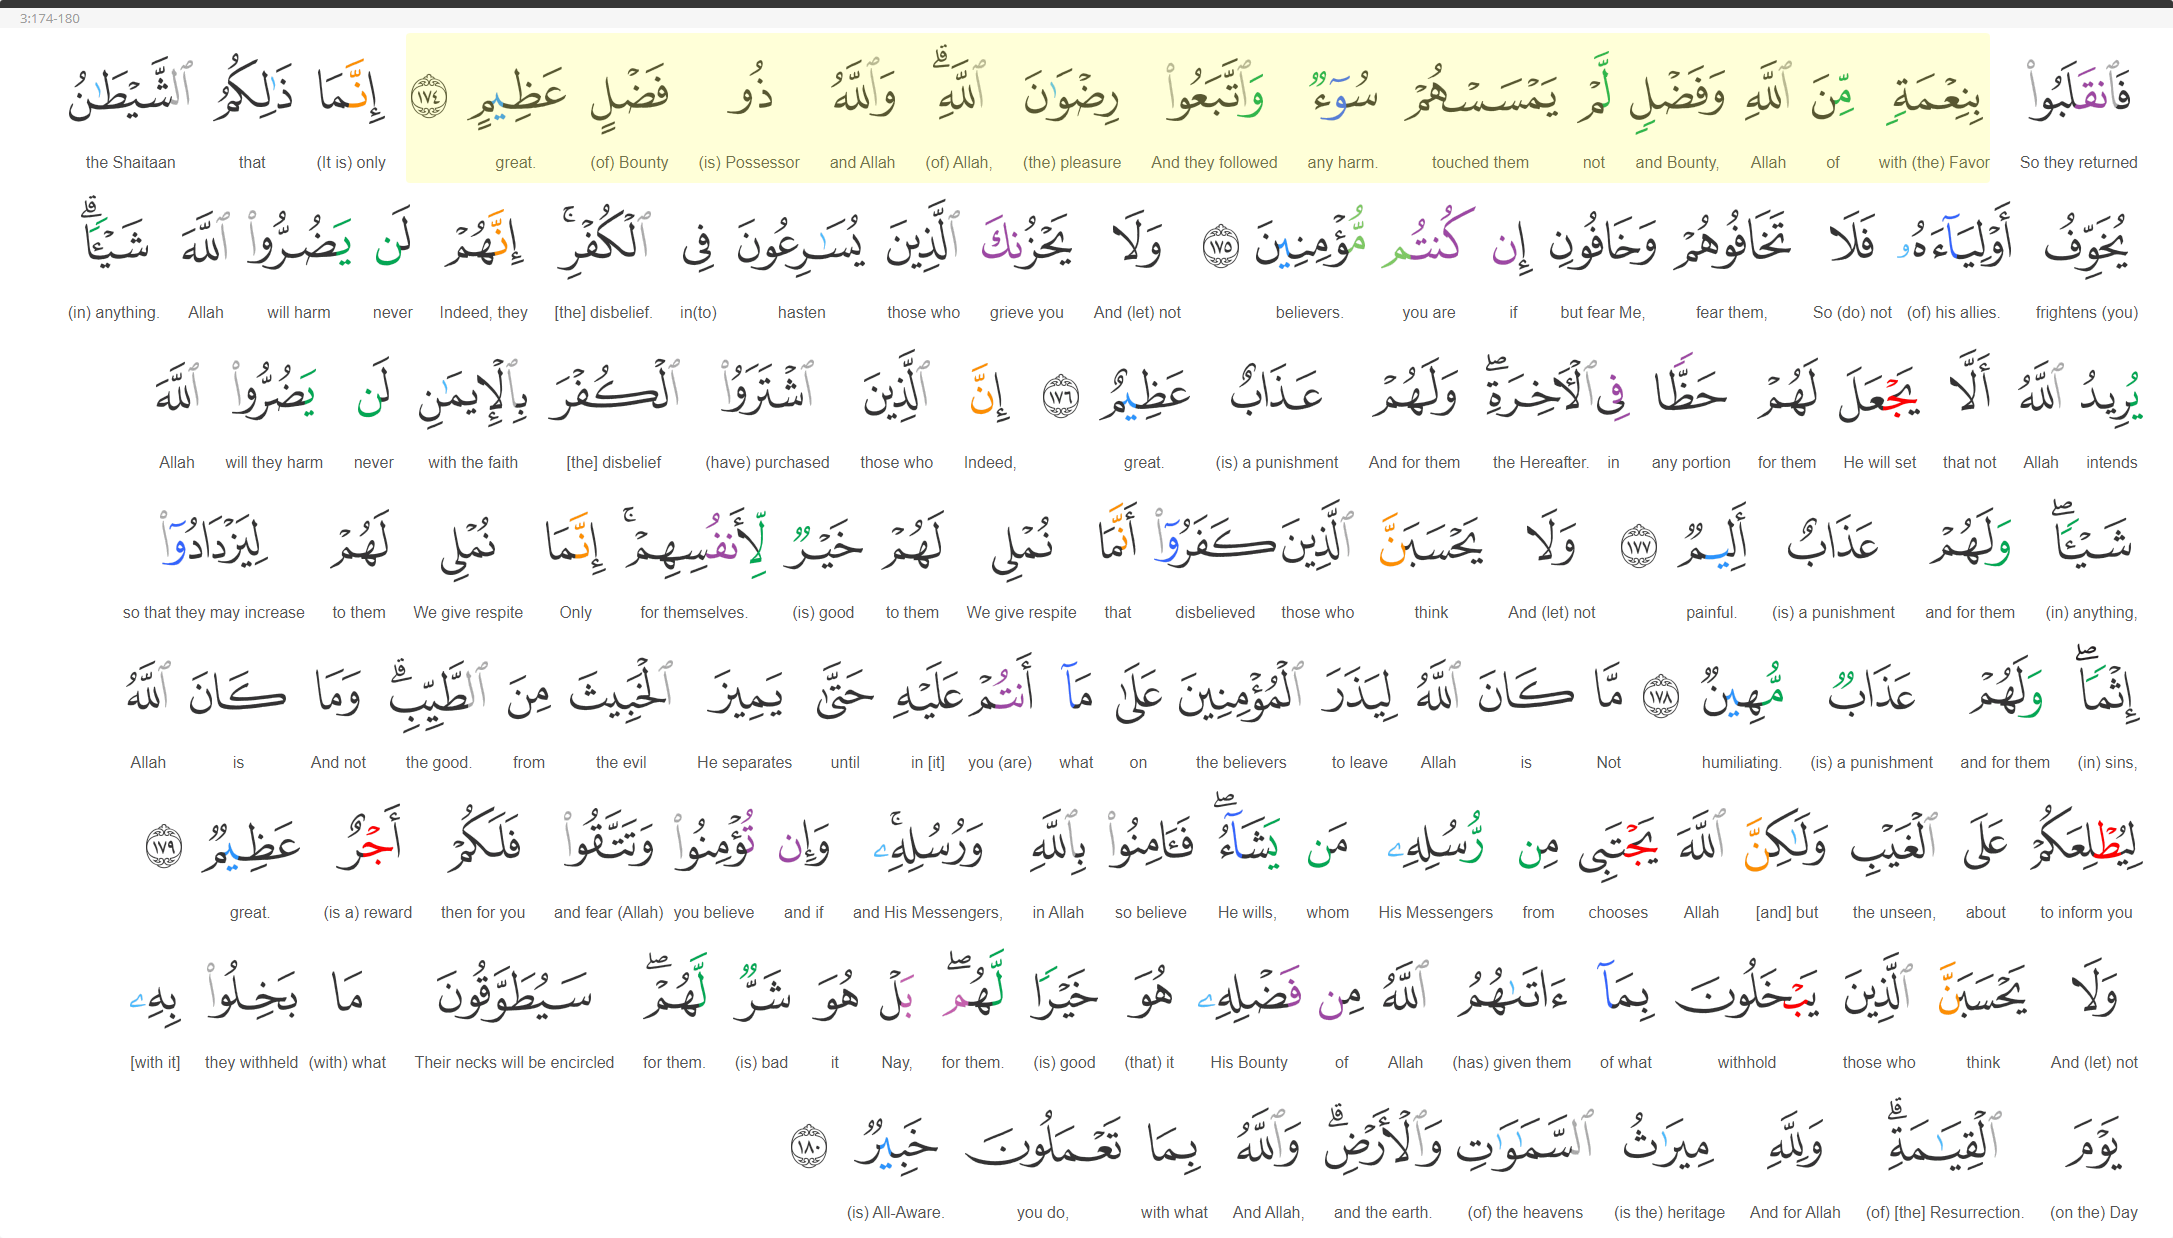 3:174-180
فَٱنقَلَبُوا۟ بِنِعْمَةٍ مِّنَ ٱللَّهِ وَفَضْلٍ لَّمْ يَمْسَسْهُمْ سُوٓءٌ وَٱتَّبَعُوا۟ رِضْوَٰنَ ٱللَّهِ ۗ وَٱللَّهُ ذُو فَضْلٍ عَظِيمٍ ١٧٤ إِنَّمَا ذَٰلِكُمُ ٱلشَّيْطَـٰنُ
So they returned with (the) Favor of Allah and Bounty, not touched them any harm. And they followed (the) pleasure (of) Allah, and Allah (is) Possessor (of) Bounty great. (It is) only that the Shaitaan
يُخَوِّفُ أَوْلِيَآءَهُۥ فَلَا تَخَافُوهُمْ وَخَافُونِ إِن كُنتُم مُّؤْمِنِينَ ١٧٥ وَلَا يَحْزُنكَ ٱلَّذِينَ يُسَـٰرِعُونَ فِى ٱلْكُفْرِ ۚ إِنَّهُمْ لَن يَضُرُّوا۟ ٱللَّهَ شَيْـًٔا ۗ
frightens (you) (of) his allies. So (do) not fear them, but fear Me, if you are believers. And (let) not grieve you those who hasten in(to) [the] disbelief. Indeed, they never will harm Allah (in) anything.
يُرِيدُ ٱللَّهُ أَلَّا يَجْعَلَ لَهُمْ حَظًّا فِى ٱلْـَٔاخِرَةِ ۖ وَلَهُمْ عَذَابٌ عَظِيمٌ ١٧٦ إِنَّ ٱلَّذِينَ ٱشْتَرَوُا۟ ٱلْكُفْرَ بِٱلْإِيمَـٰنِ لَن يَضُرُّوا۟ ٱللَّهَ
intends Allah that not He will set for them any portion in the Hereafter. And for them (is) a punishment great. Indeed, those who (have) purchased [the] disbelief with the faith never will they harm Allah
شَيْـًٔا ۖ وَلَهُمْ عَذَابٌ أَلِيمٌ ١٧٧ وَلَا يَحْسَبَنَّ ٱلَّذِينَ كَفَرُوٓا۟ أَنَّمَا نُمْلِى لَهُمْ خَيْرٌ لِّأَنفُسِهِمْ ۚ إِنَّمَا نُمْلِى لَهُمْ لِيَزْدَادُوٓا۟
(in) anything, and for them (is) a punishment painful. And (let) not think those who disbelieved that We give respite to them (is) good for themselves. Only We give respite to them so that they may increase
إِثْمًا ۖ وَلَهُمْ عَذَابٌ مُّهِينٌ ١٧٨ مَّا كَانَ ٱللَّهُ لِيَذَرَ ٱلْمُؤْمِنِينَ عَلَىٰ مَآ أَنتُمْ عَلَيْهِ حَتَّىٰ يَمِيزَ ٱلْخَبِيثَ مِنَ ٱلطَّيِّبِ ۗ وَمَا كَانَ ٱللَّهُ
(in) sins, and for them (is) a punishment humiliating. Not is Allah to leave the believers on what you (are) in [it] until He separates the evil from the good. And not is Allah
لِيُطْلِعَكُمْ عَلَى ٱلْغَيْبِ وَلَـٰكِنَّ ٱللَّهَ يَجْتَبِى مِن رُّسُلِهِۦ مَن يَشَآءُ ۖ فَـَٔامِنُوا۟ بِٱللَّهِ وَرُسُلِهِۦ ۚ وَإِن تُؤْمِنُوا۟ وَتَتَّقُوا۟ فَلَكُمْ أَجْرٌ عَظِيمٌ ١٧٩
to inform you about the unseen, [and] but Allah chooses from His Messengers whom He wills, so believe in Allah and His Messengers, and if you believe and fear (Allah) then for you (is a) reward great.
وَلَا يَحْسَبَنَّ ٱلَّذِينَ يَبْخَلُونَ بِمَآ ءَاتَىٰهُمُ ٱللَّهُ مِن فَضْلِهِۦ هُوَ خَيْرًا لَّهُم ۖ بَلْ هُوَ شَرٌّ لَّهُمْ ۖ سَيُطَوَّقُونَ مَا بَخِلُوا۟ بِهِۦ
And (let) not think those who withhold of what (has) given them Allah of His Bounty (that) it (is) good for them. Nay, it (is) bad for them. Their necks will be encircled (with) what they withheld [with it]
يَوْمَ ٱلْقِيَـٰمَةِ ۗ وَلِلَّهِ مِيرَٰثُ ٱلسَّمَـٰوَٰتِ وَٱلْأَرْضِ ۗ وَٱللَّهُ بِمَا تَعْمَلُونَ خَبِيرٌ ١٨٠
(on the) Day (of) [the] Resurrection. And for Allah (is the) heritage (of) the heavens and the earth. And Allah, with what you do, (is) All-Aware.